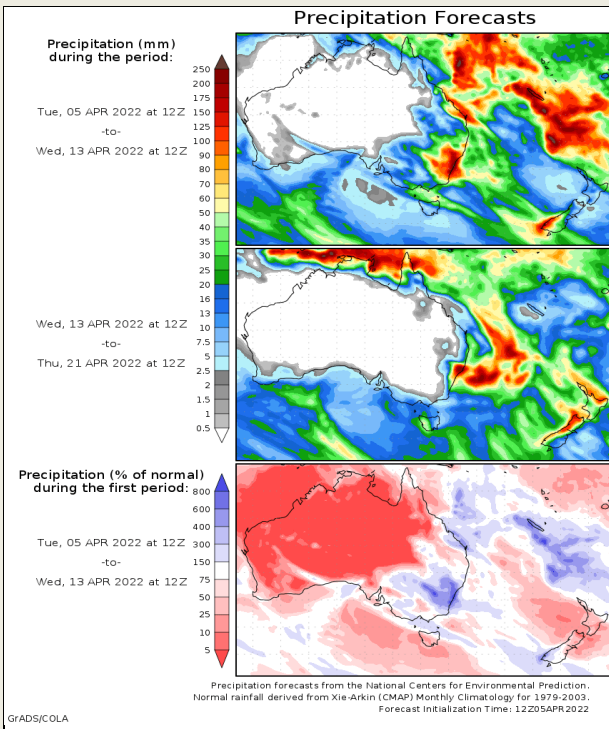 Precipitation Forecasts
Precipitation (mm)
during the period:
Tue, 05 APR 2022 at 12Z
-to-
Wed, 13 APR 2022 at 12Z
250
200
175
150
125
100
90
80
70
60
50
40
35
30
25
20
16
13
10
7.5
5
2.5
2
1.5
1
0.5
Wed, 13 APR 2022 at 12Z
-to-
Thu, 21 APR 2022 at 12Z
Precipitation (% of normal)
during the first period:
Tue, 05 APR 2022 at 12Z
-to-
Wed, 13 APR 2022 at 12Z
800
600
400
300
150
75
50
25
10
5
Precipitation forecasts from the National Centers for Environmental Prediction.
Normal rainfall derived from Xie-Arkin (CMAP) Monthly Climatology for 1979-2003.
Forecast Initialization Time: 12Z05APR2022
GrADS/COLA